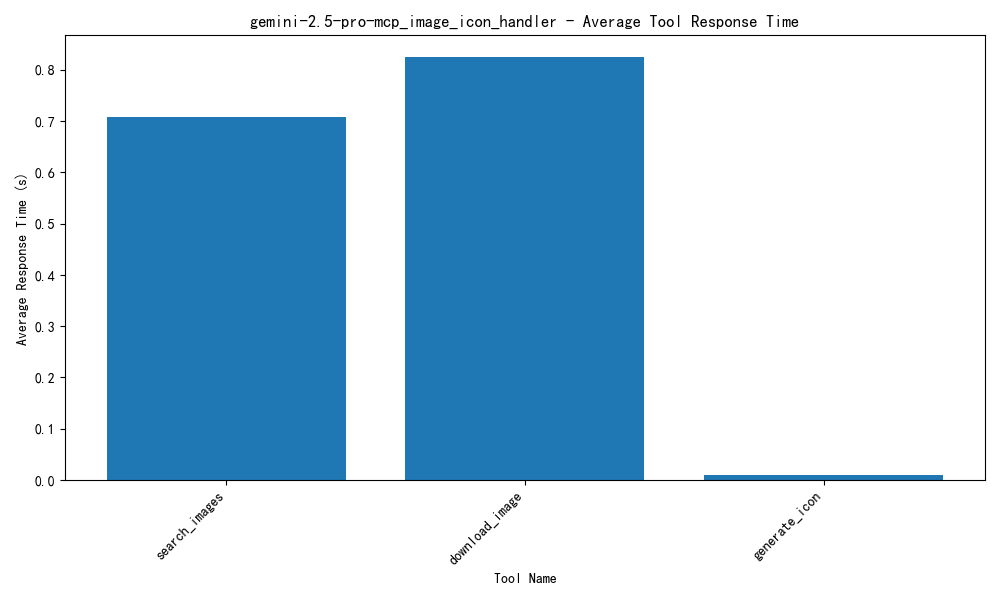 gemini-2.5-pro-mcp_image_icon_handler - Average Tool Response Time
Average Response Time (s)
0.8
0.7
0.6
0.5
0.4
0.3
0.2
0.1
0.0
search_images
download_image
generate_icon
Tool Name